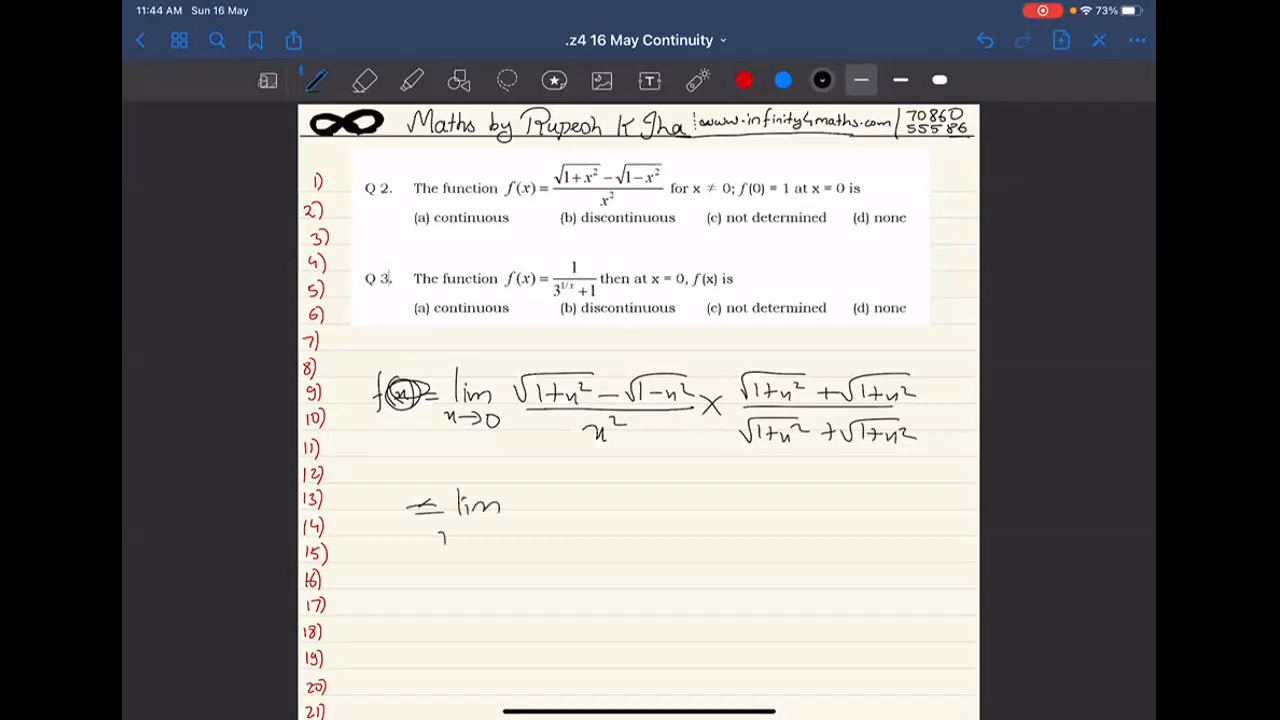 11:44 AM Sun 16 May 73%
.z4 16 May Continuity
Maths by Rupesh K Jha www.infinity4maths.com / 70860 55586
Q 2. The function f(x) = (√(1+x²) − √(1−x²))/x² for x ≠ 0; f(0) = 1 at x = 0 is
(a) continuous (b) discontinuous (c) not determined (d) none
Q 3. The function f(x) = 1/(3^(1/x) + 1) then at x = 0, f(x) is
(a) continuous (b) discontinuous (c) not determined (d) none
f(x) = lim x→0 (√(1+x²) − √(1−x²))/x² × (√(1+x²) + √(1+x²))/(√(1+x²) + √(1+x²))
= lim
1)
2)
3)
4)
5)
6)
7)
8)
9)
10)
11)
12)
13)
14)
15)
16)
17)
18)
19)
20)
21)